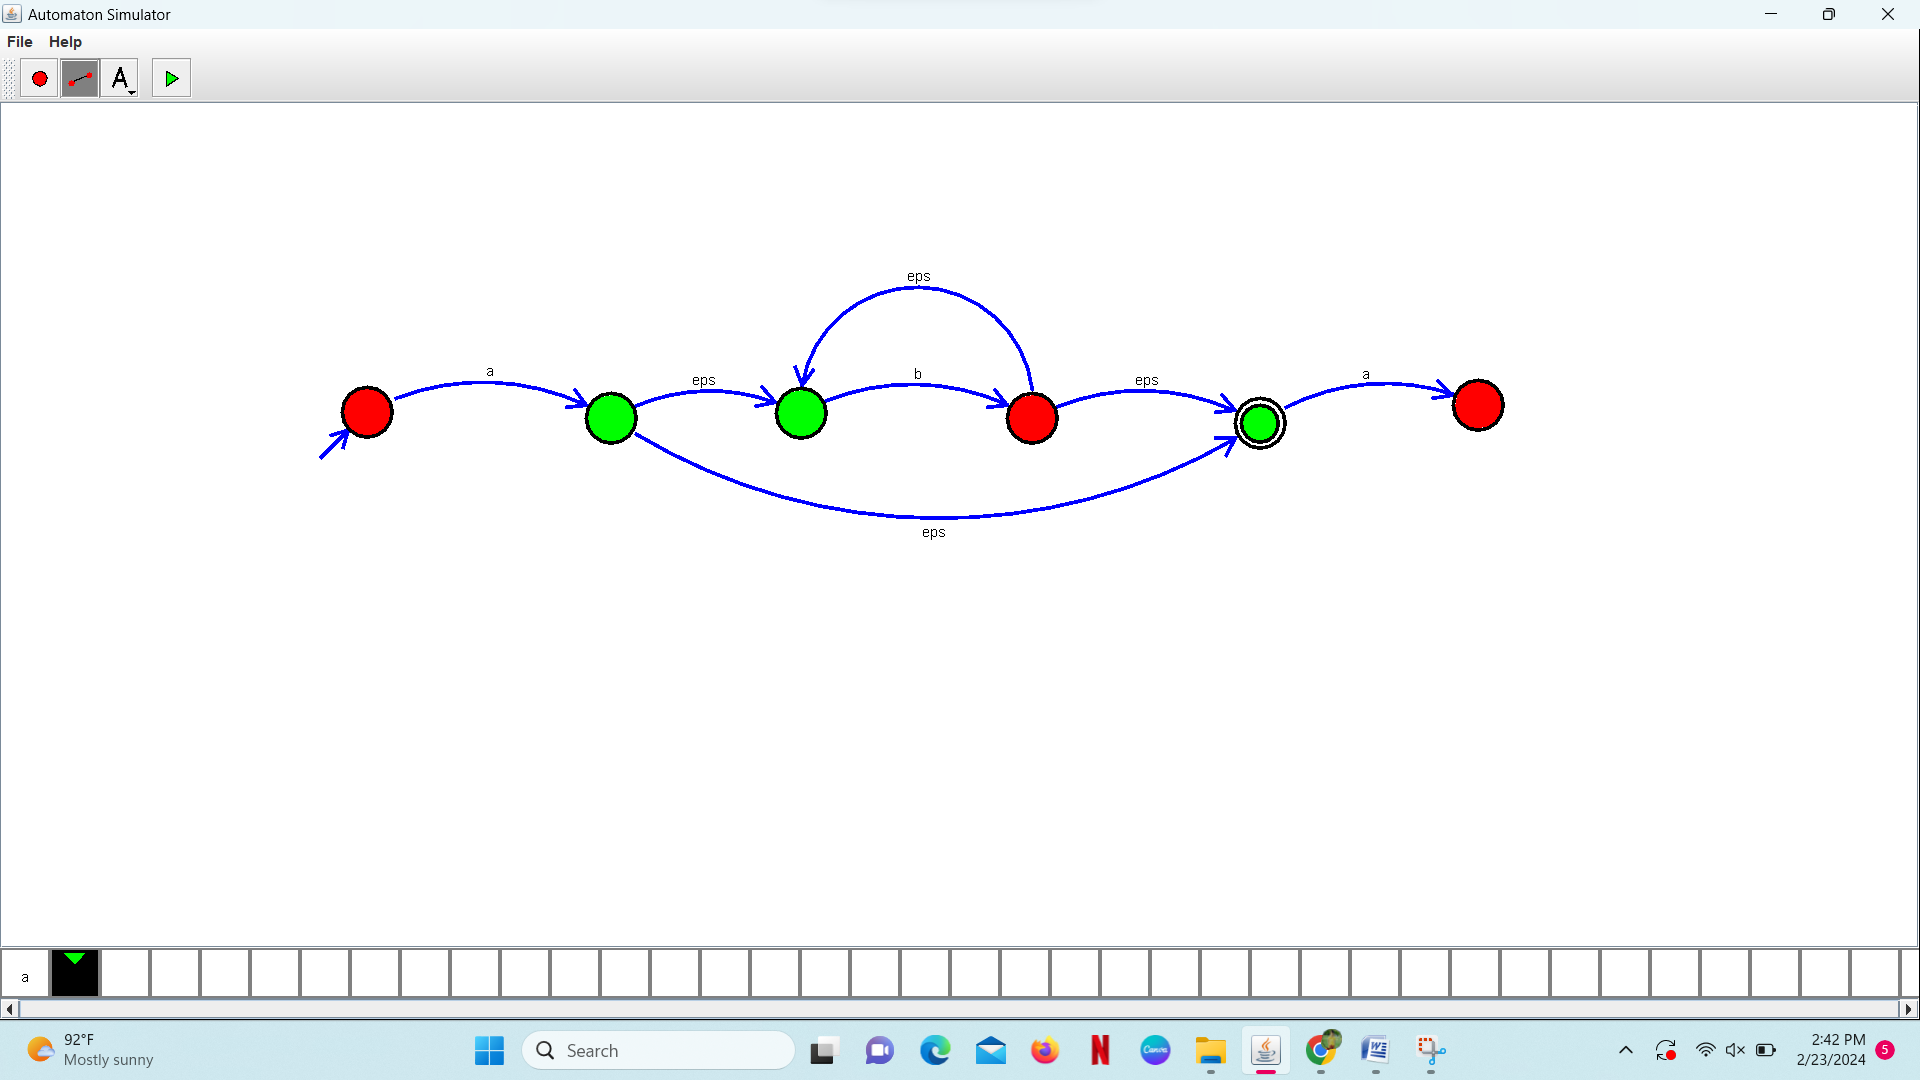 Automaton Simulator
File Help
A
eps
a
eps
b
eps
a
eps
a
92°F
Mostly sunny
Search
N
Canva
W
2:42 PM
2/23/2024
5